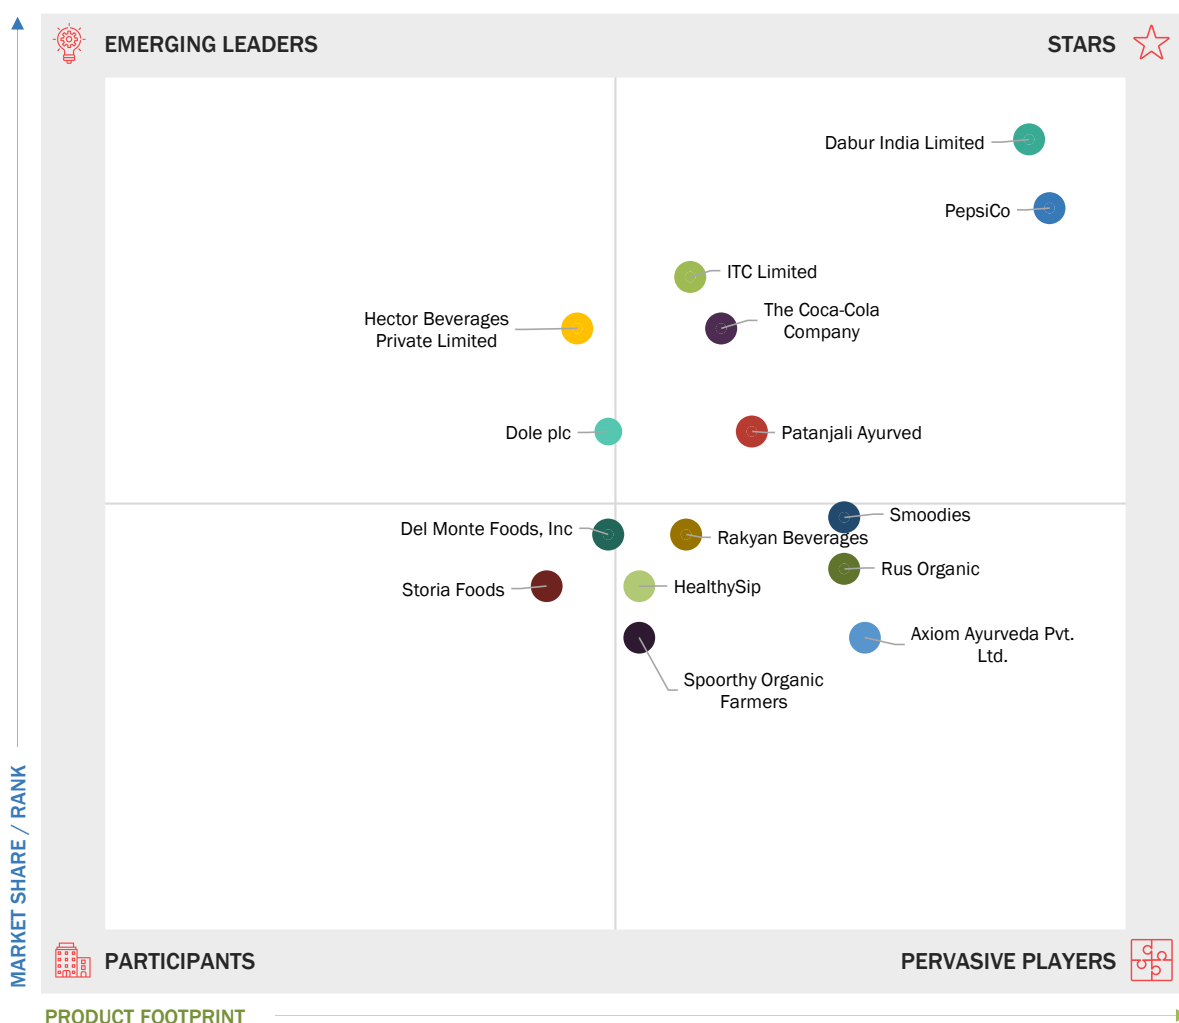 EMERGING LEADERS
STARS
Dabur India Limited
PepsiCo
ITC Limited
The Coca-Cola
Company
Hector Beverages
Private Limited
Dole plc
Patanjali Ayurved
Smoodies
Del Monte Foods, Inc
Rakyan Beverages
Rus Organic
Storia Foods
HealthySip
Axiom Ayurveda Pvt.
Ltd.
Spoorthy Organic
Farmers
MARKET SHARE / RANK
PARTICIPANTS
PERVASIVE PLAYERS
PRODUCT FOOTPRINT